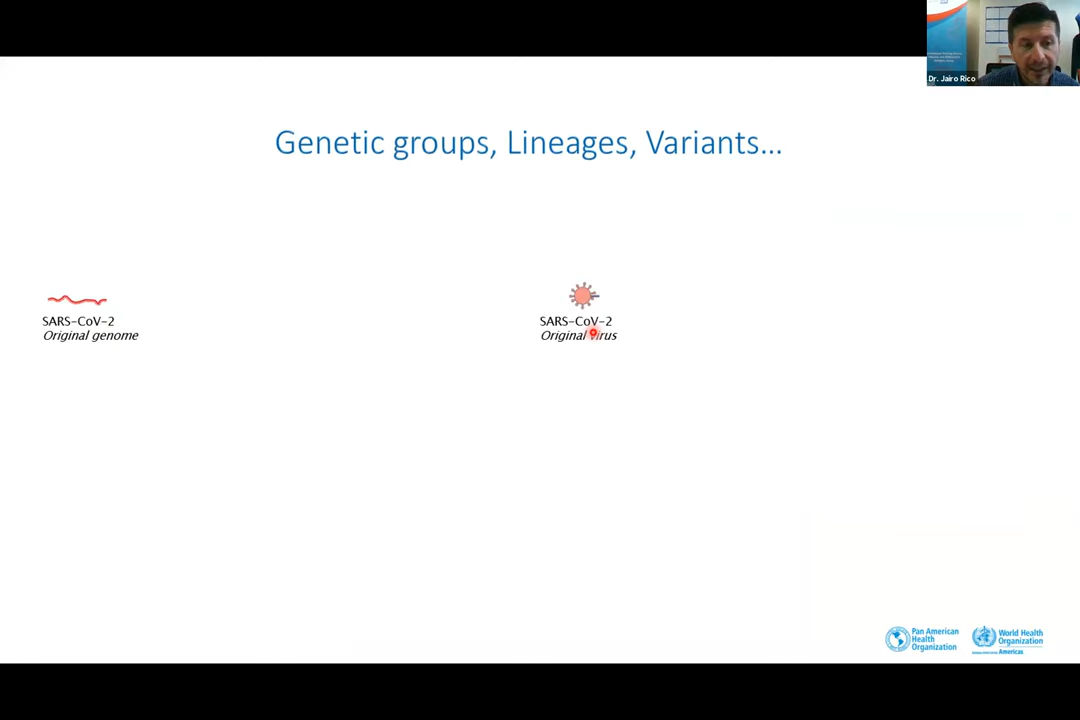 Dr. Jairo Rico
Genetic groups, Lineages, Variants...
SARS-CoV-2
Original genome
SARS-CoV-2
Original virus
Pan American
Health
Organization
World Health
Organization
Americas